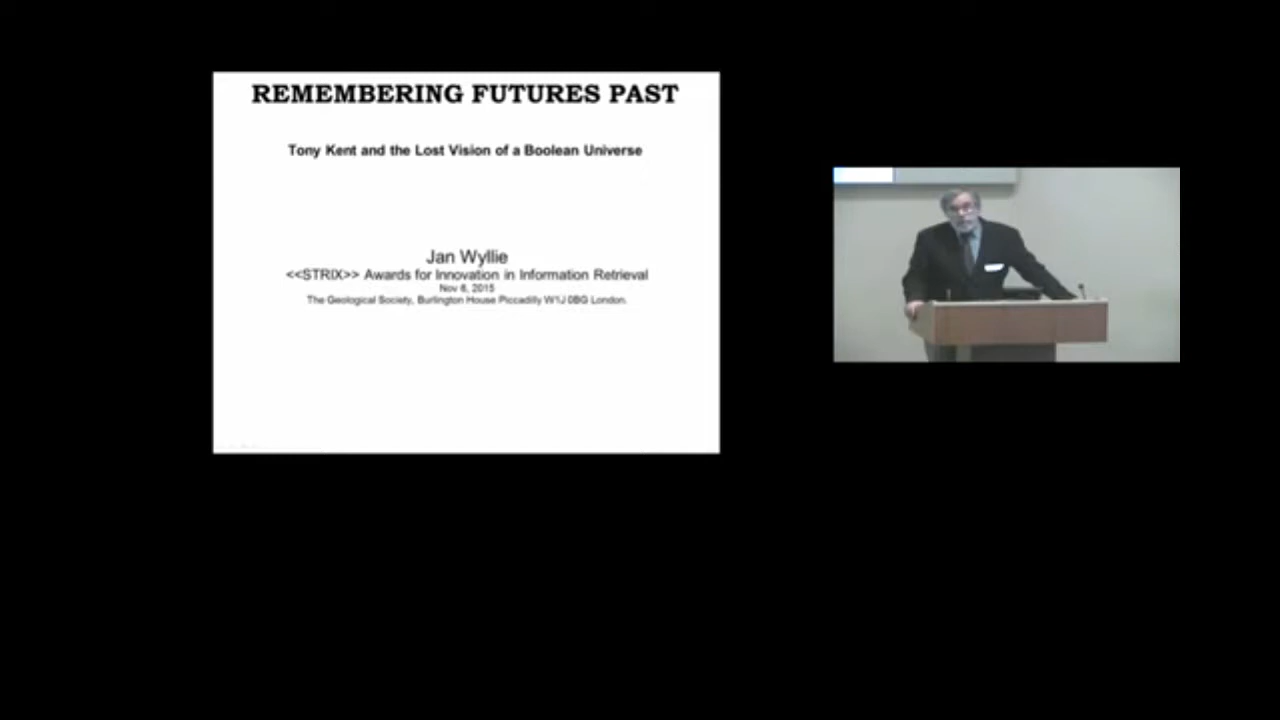 REMEMBERING FUTURES PAST
Tony Kent and the Lost Vision of a Boolean Universe
Jan Wyllie
<<STRIX>> Awards for Innovation in Information Retrieval
Nov 6, 2015
The Geological Society, Burlington House Piccadilly W1J 0BG London.